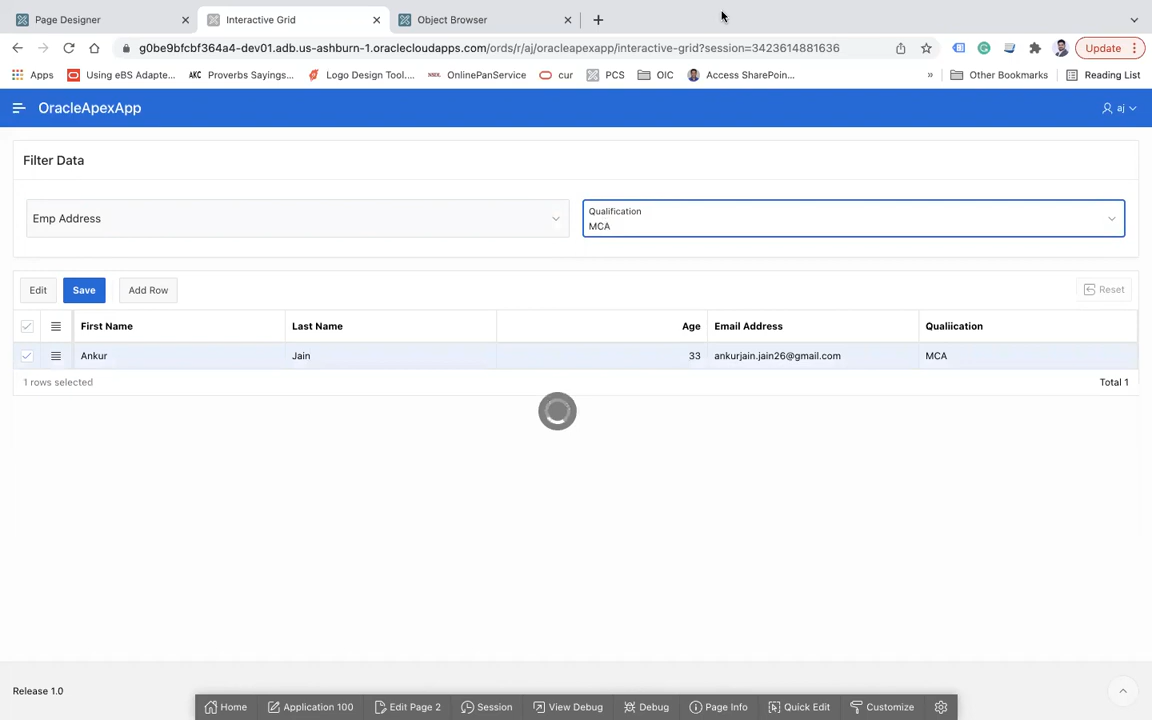 Page Designer
Interactive Grid
Object Browser
g0be9bfcbf364a4-dev01.adb.us-ashburn-1.oraclecloudapps.com/ords/r/aj/oracleapexapp/interactive-grid?session=3423614881636
Update
Apps
Using eBS Adapte...
AKC Proverbs Sayings...
Logo Design Tool....
OnlinePanService
cur
PCS
OIC
Access SharePoin...
»
Other Bookmarks
Reading List
OracleApexApp
aj
Filter Data
Emp Address
Qualification
MCA
Edit Save Add Row Reset
First Name Last Name Age Email Address Qualiication
Ankur Jain 33 ankurjain.jain26@gmail.com MCA
1 rows selected Total 1
Release 1.0
Home Application 100 Edit Page 2 Session View Debug Debug Page Info Quick Edit Customize